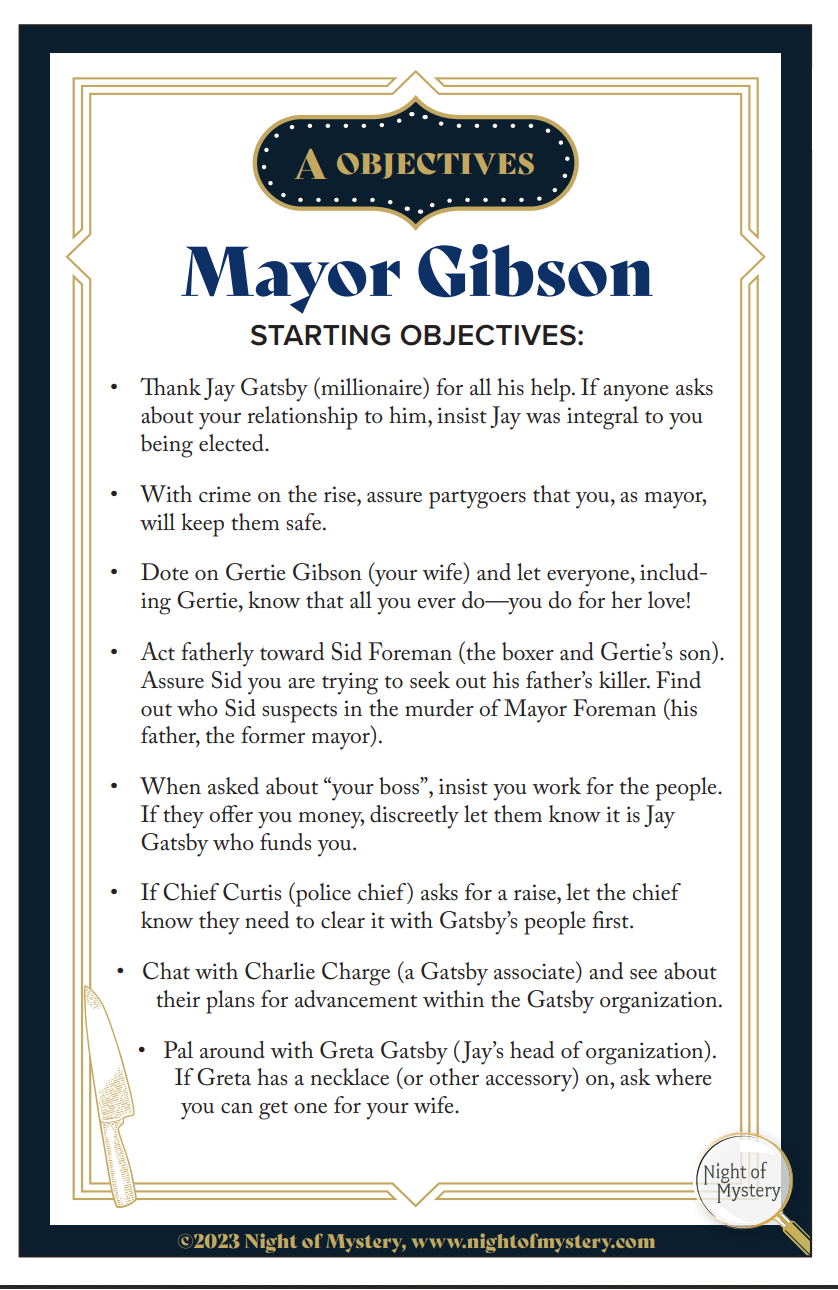 A OBJECTIVES
Mayor Gibson
STARTING OBJECTIVES:
• Thank Jay Gatsby (millionaire) for all his help. If anyone asks
about your relationship to him, insist Jay was integral to you
being elected.
• With crime on the rise, assure partygoers that you, as mayor,
will keep them safe.
• Dote on Gertie Gibson (your wife) and let everyone, includ-
ing Gertie, know that all you ever do—you do for her love!
• Act fatherly toward Sid Foreman (the boxer and Gertie’s son).
Assure Sid you are trying to seek out his father’s killer. Find
out who Sid suspects in the murder of Mayor Foreman (his
father, the former mayor).
• When asked about “your boss”, insist you work for the people.
If they offer you money, discreetly let them know it is Jay
Gatsby who funds you.
• If Chief Curtis (police chief) asks for a raise, let the chief
know they need to clear it with Gatsby’s people first.
• Chat with Charlie Charge (a Gatsby associate) and see about
their plans for advancement within the Gatsby organization.
• Pal around with Greta Gatsby (Jay’s head of organization).
If Greta has a necklace (or other accessory) on, ask where
you can get one for your wife.
Night of
Mystery
©2023 Night of Mystery, www.nightofmystery.com